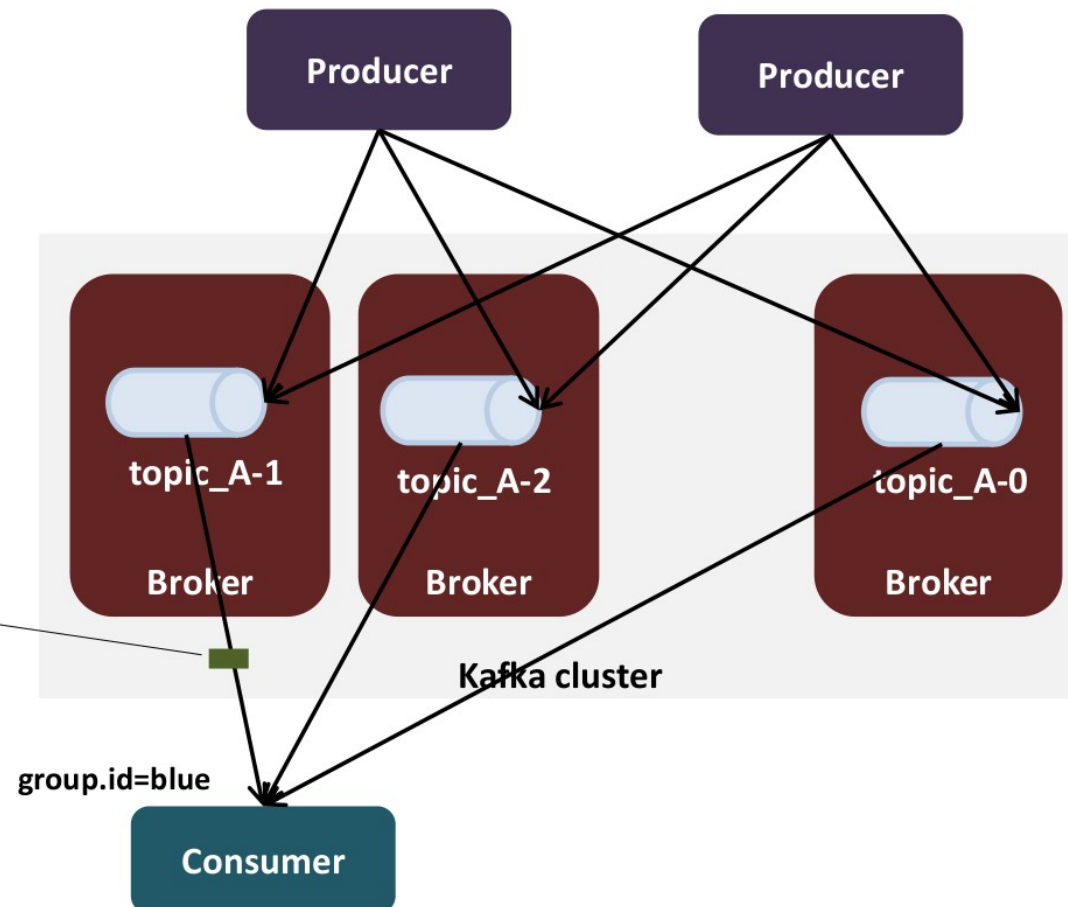 Producer
Producer
topic_A-1
topic_A-2
topic_A-0
Broker
Broker
Broker
Kafka cluster
group.id=blue
Consumer